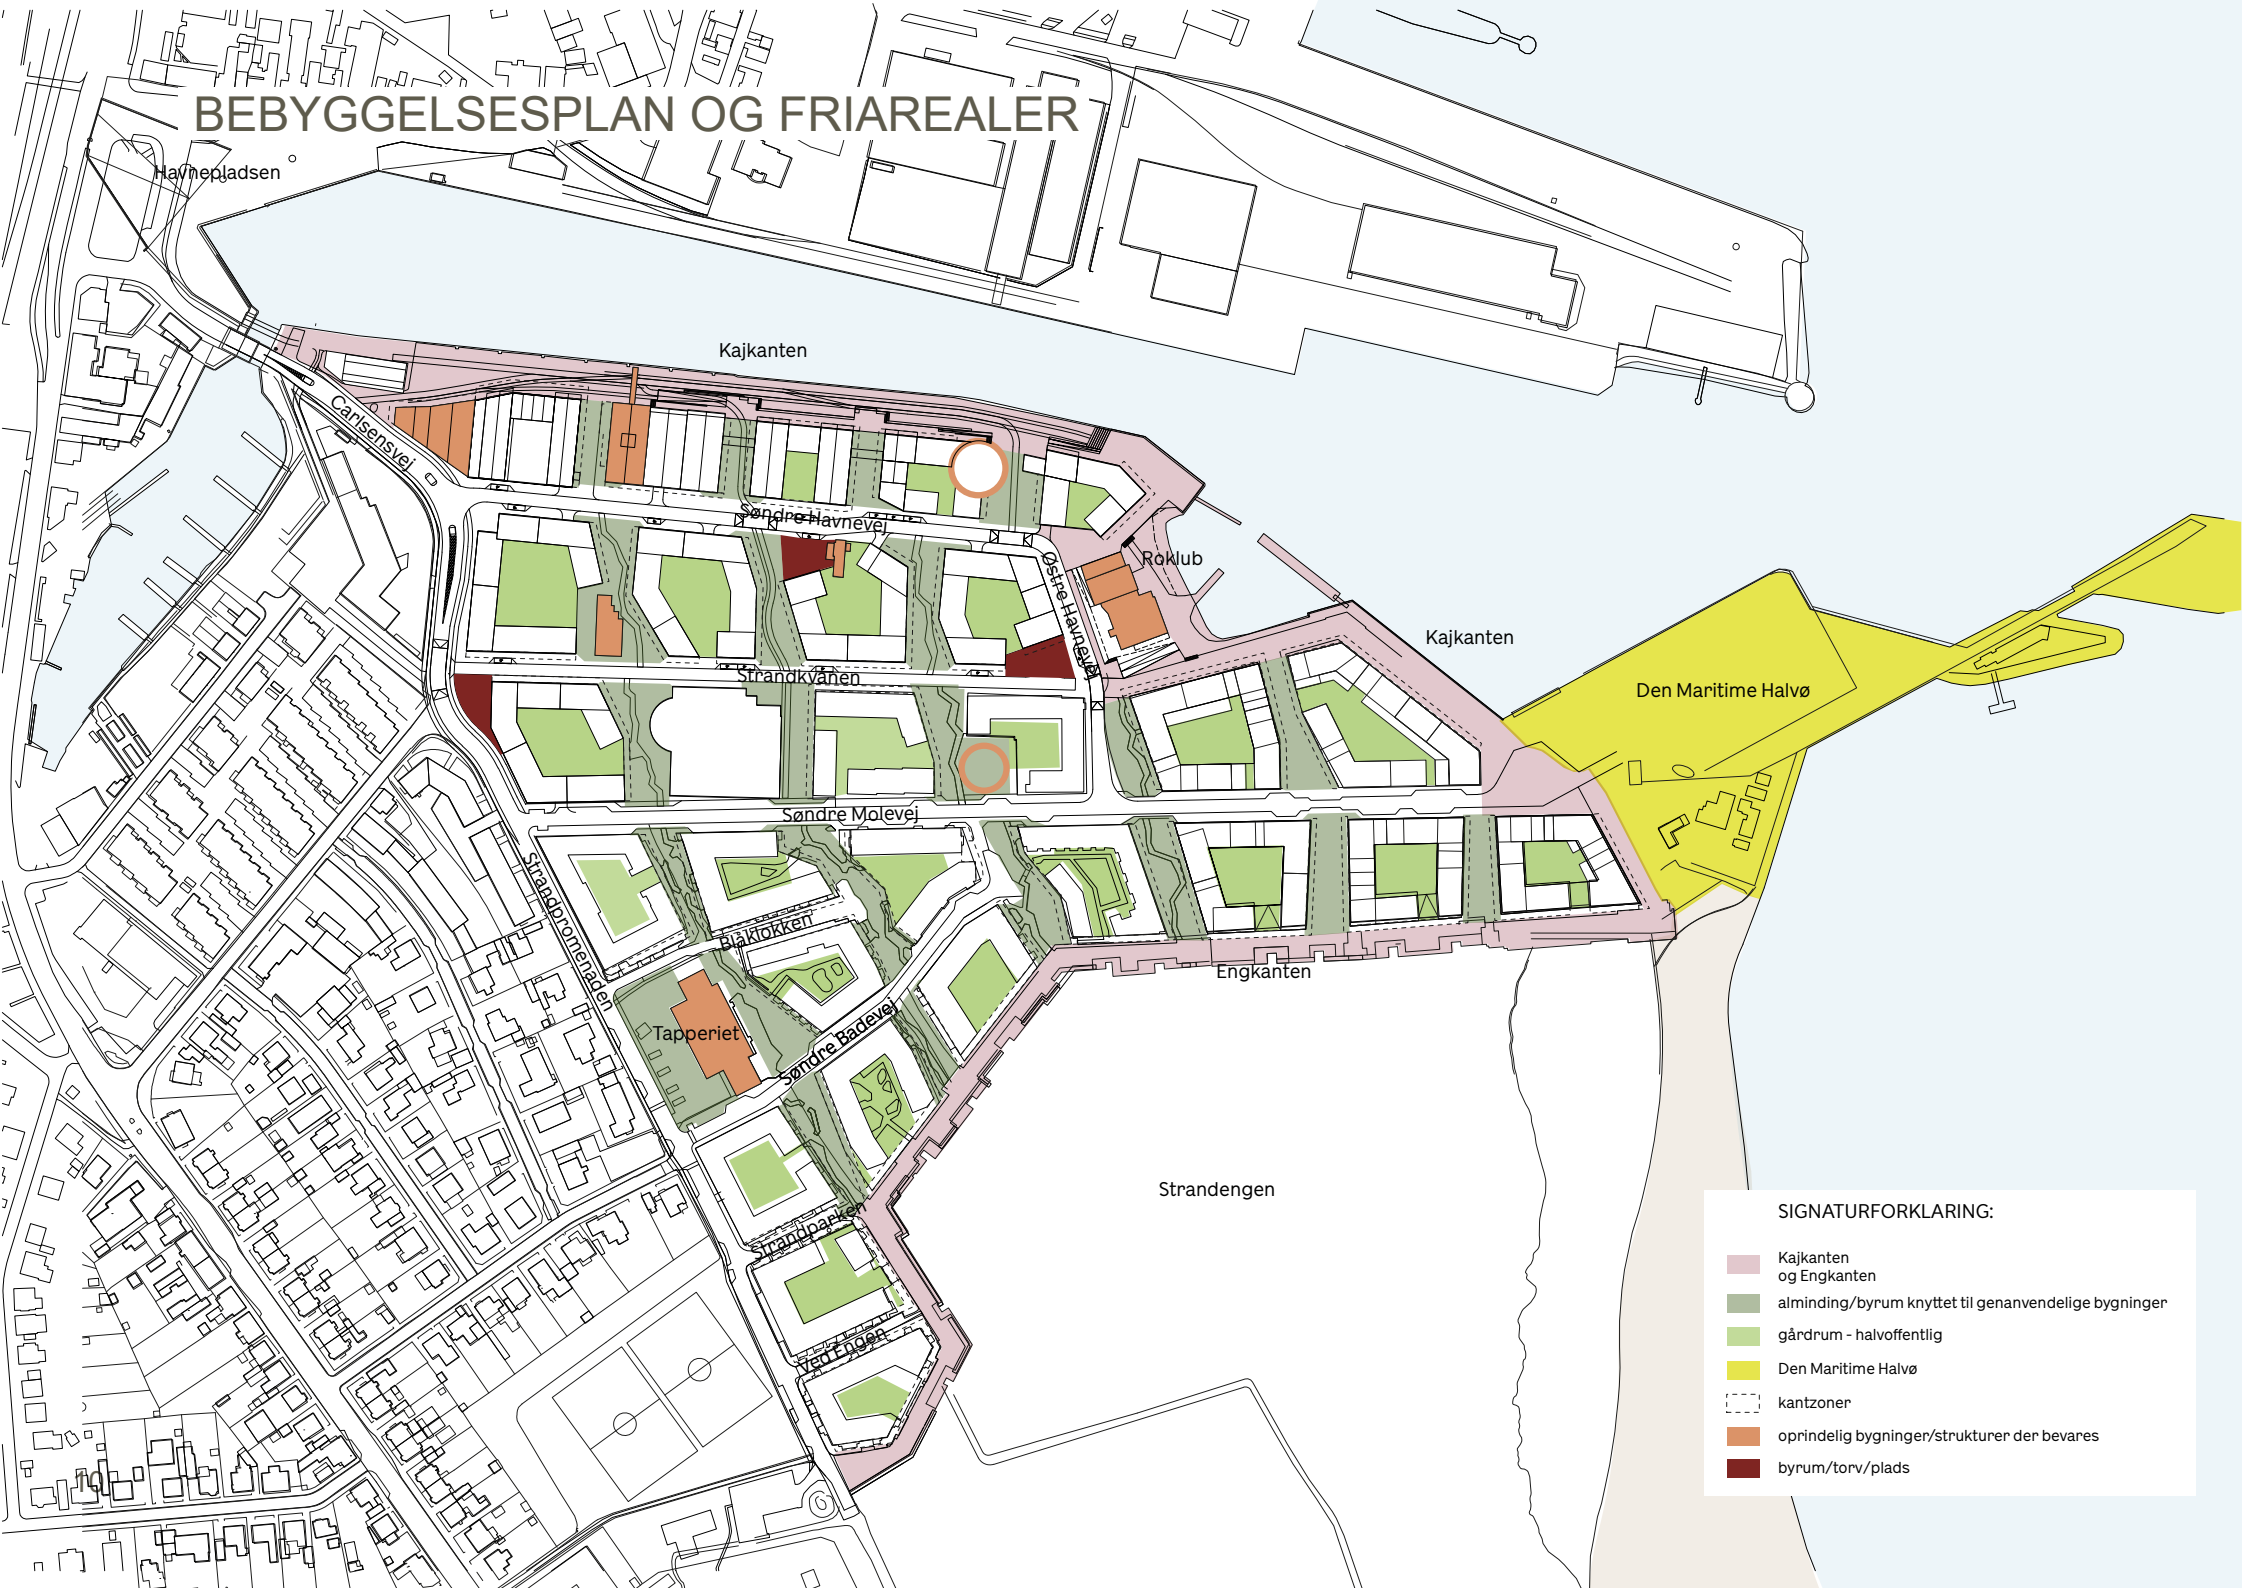 BEBYGGELSESPLAN OG FRIAREALER
Havnepladsen
Kajkanten
Carlsensvej
Søndre Havnevej
Østre Havnevej
Roklub
Kajkanten
Strandkvanen
Den Maritime Halvø
Søndre Molevej
Strandpromenaden
Blåklokken
Engkanten
Tapperiet
Søndre Badevej
Strandengen
Strandparken
Ved Engen
SIGNATURFORKLARING:
Kajkanten
og Engkanten
alminding/byrum knyttet til genanvendelige bygninger
gårdrum - halvoffentlig
Den Maritime Halvø
kantzoner
oprindelig bygninger/strukturer der bevares
byrum/torv/plads
10